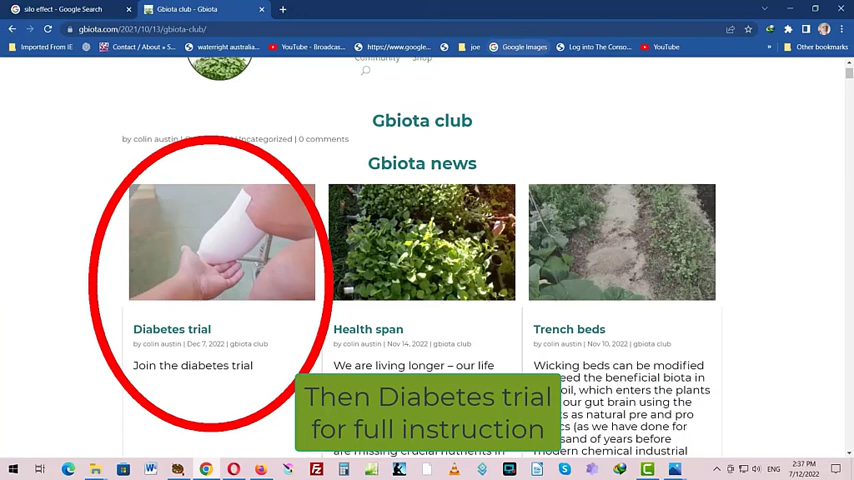 silo effect - Google Search
Gbiota club - Gbiota
gbiota.com/2021/10/13/gbiota-club/
Imported From IE
Contact / About » S...
waterright australia...
YouTube - Broadcas...
https://www.google...
joe
Google Images
Log into The Conso...
YouTube
Other bookmarks
Community
Shop
Gbiota club
by colin austin |
Uncategorized | 0 comments
Gbiota news
Diabetes trial
by colin austin | Dec 7, 2022 | gbiota club
Join the diabetes trial
Health span
by colin austin | Nov 14, 2022 | gbiota club
We are living longer – our life
are missing crucial nutrients in
Trench beds
by colin austin | Nov 10, 2022 | gbiota club
Wicking beds can be modified
eed the beneficial biota in
oil, which enters the plants
our gut brain using the
ts as natural pre and pro
tics (as we have done for
sand of years before
modern chemical industrial
Then Diabetes trial
for full instruction
ENG
2:37 PM
7/12/2022